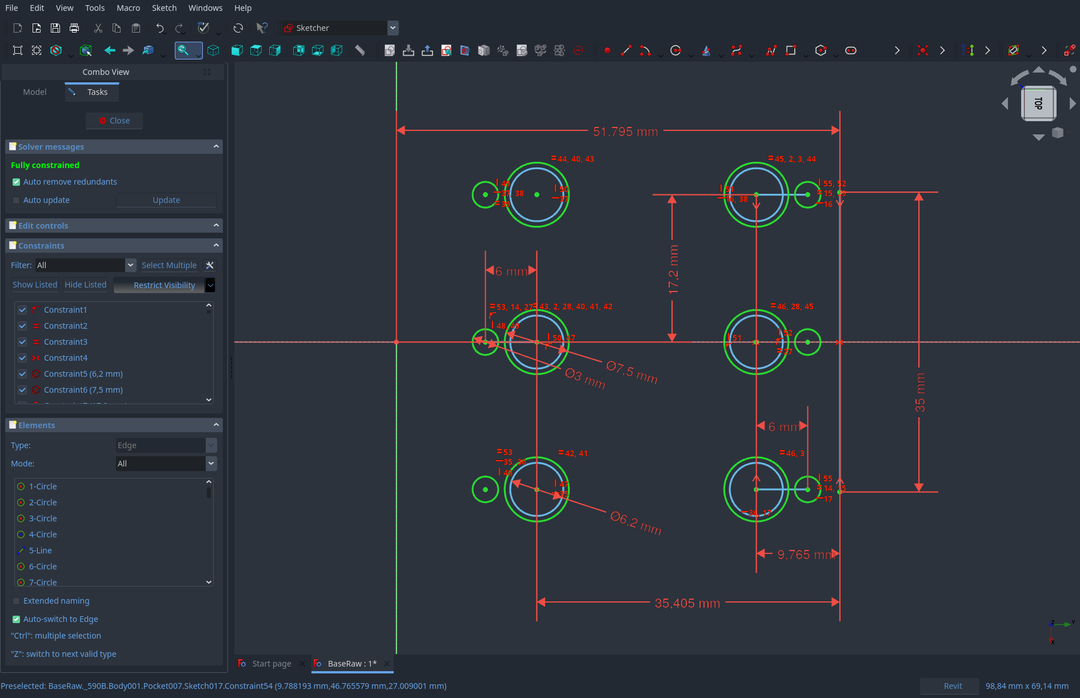 File Edit View Tools Macro Sketch Windows Help
Sketcher
Combo View
Model Tasks
Close
Solver messages
Fully constrained
Auto remove redundants
Auto update Update
Edit controls
Constraints
Filter: All Select Multiple
Show Listed Hide Listed Restrict Visibility
Constraint1
Constraint2
Constraint3
Constraint4
Constraint5 (6,2 mm)
Constraint6 (7,5 mm)
Elements
Type: Edge
Mode: All
1-Circle
2-Circle
3-Circle
4-Circle
5-Line
6-Circle
7-Circle
Extended naming
Auto-switch to Edge
"Ctrl": multiple selection
"Z": switch to next valid type
TOP
51.795 mm
44, 40, 43
45, 2, 3, 44
38
55, 52
16
17.2 mm
6 mm
43, 2, 28, 40, 41, 42
46, 28, 45
Ø7,5 mm
Ø3 mm
35 mm
6 mm
53
42, 41
46, 3
55
17
Ø6,2 mm
9,765 mm
35,405 mm
Start page BaseRaw : 1*
Preselected: BaseRaw._590B.Body001.Pocket007.Sketch017.Constraint54 (9.788193 mm,46.765579 mm,27.009001 mm)
Revit 98,84 mm x 69,14 mm